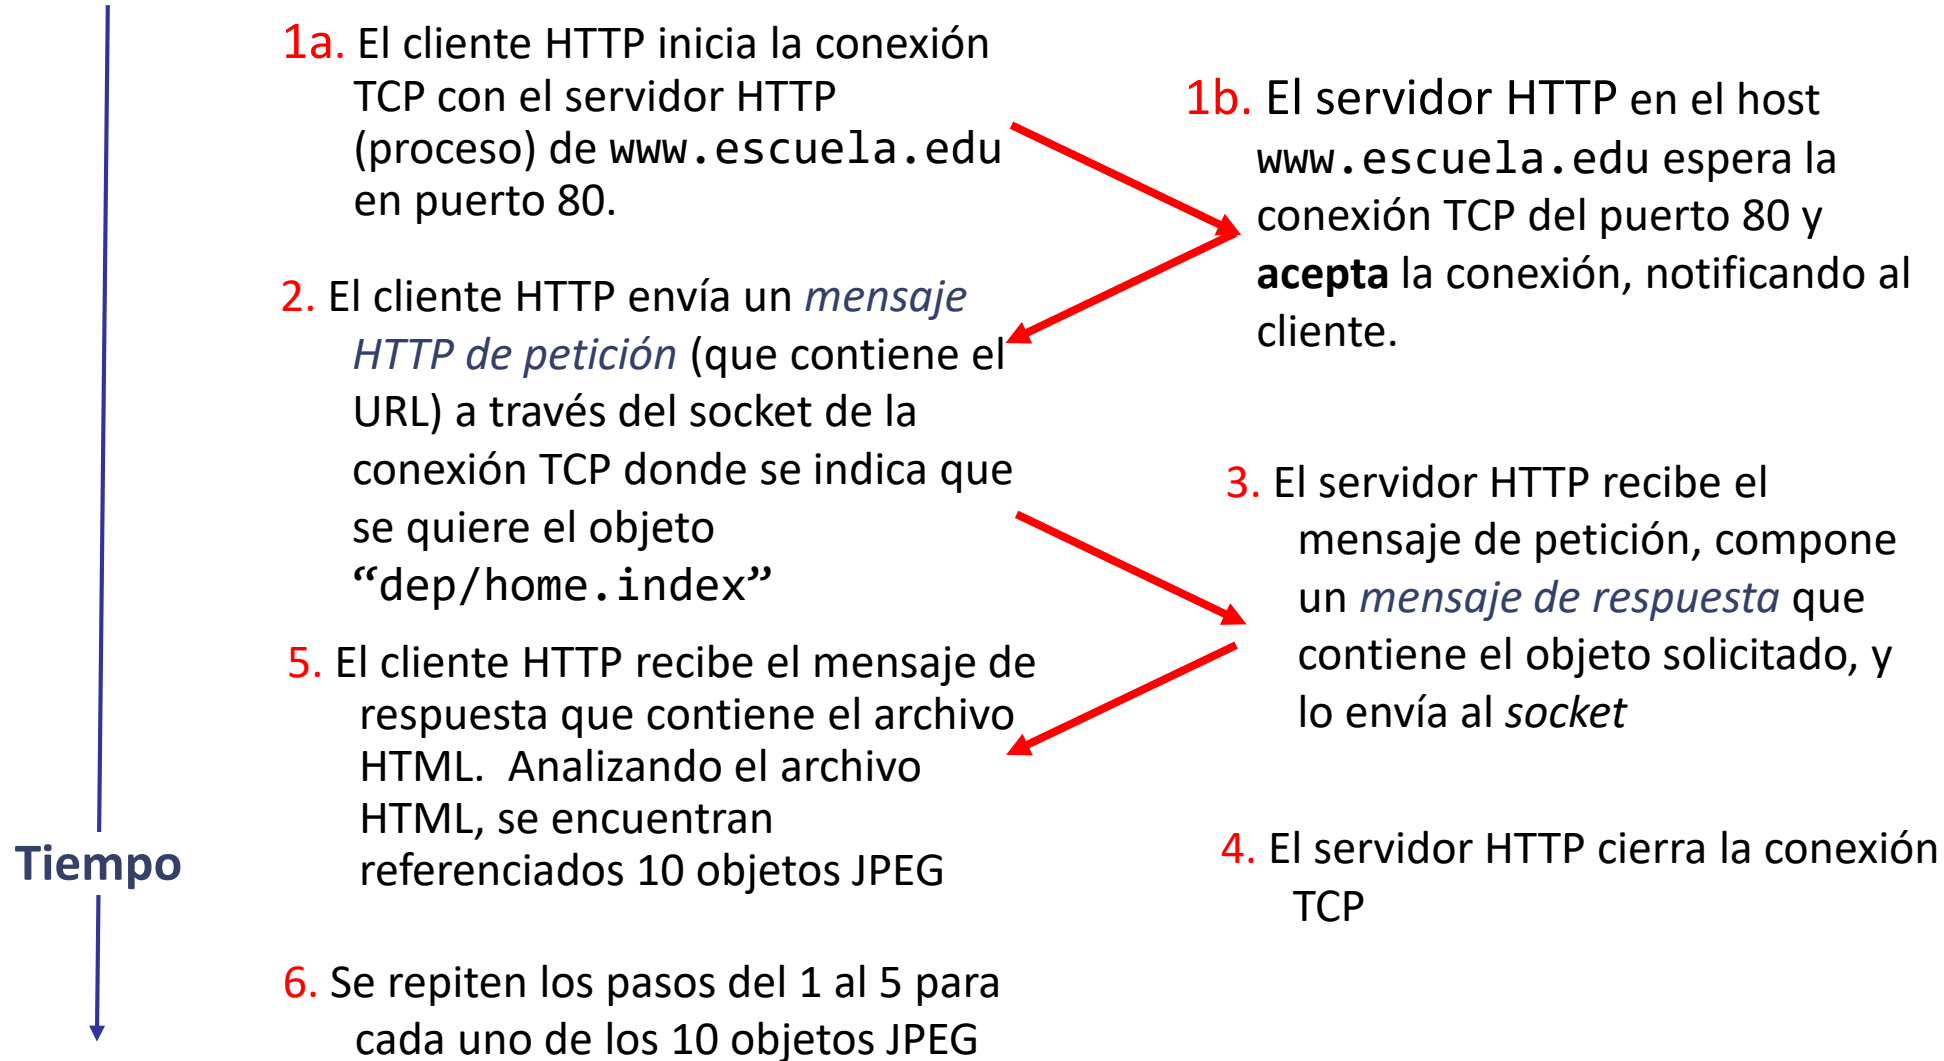 1a. El cliente HTTP inicia la conexión
TCP con el servidor HTTP
(proceso) de www.escuela.edu
en puerto 80.
1b. El servidor HTTP en el host
www.escuela.edu espera la
conexión TCP del puerto 80 y
acepta la conexión, notificando al
cliente.
2. El cliente HTTP envía un mensaje
HTTP de petición (que contiene el
URL) a través del socket de la
conexión TCP donde se indica que
se quiere el objeto
“dep/home.index”
3. El servidor HTTP recibe el
mensaje de petición, compone
un mensaje de respuesta que
contiene el objeto solicitado, y
lo envía al socket
5. El cliente HTTP recibe el mensaje de
respuesta que contiene el archivo
HTML. Analizando el archivo
HTML, se encuentran
referenciados 10 objetos JPEG
4. El servidor HTTP cierra la conexión
TCP
Tiempo
6. Se repiten los pasos del 1 al 5 para
cada uno de los 10 objetos JPEG